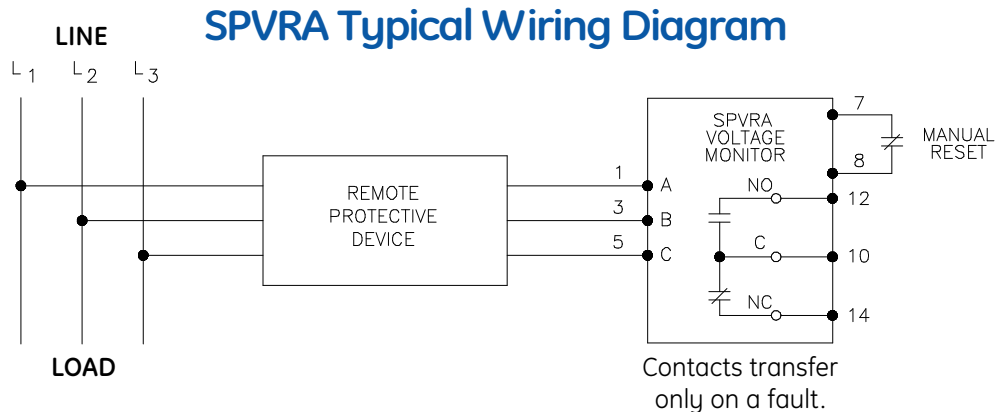 SPVRA Typical Wiring Diagram
LINE
L1 L2 L3
SPVRA
VOLTAGE
MONITOR
7
8
MANUAL
RESET
REMOTE
PROTECTIVE
DEVICE
1 A
3 B
5 C
NO 12
C 10
NC 14
LOAD
Contacts transfer
only on a fault.